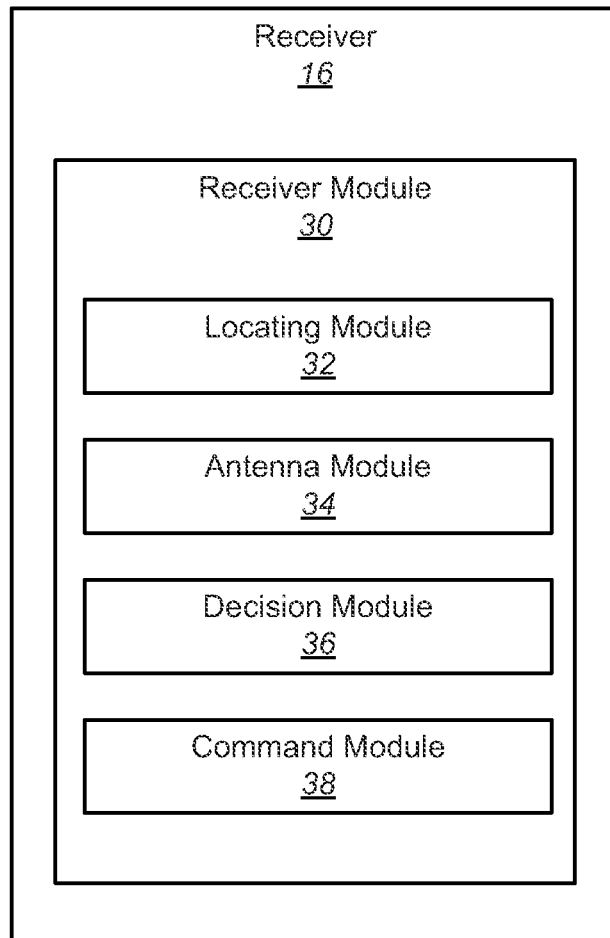 Receiver
16
Receiver Module
30
Locating Module
32
Antenna Module
34
Decision Module
36
Command Module
38